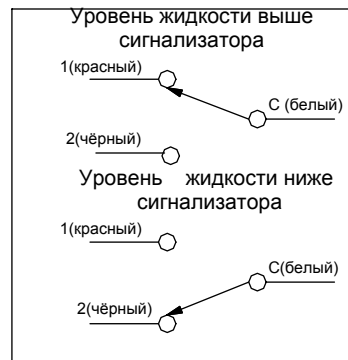 Уровень жидкости выше
сигнализатора
1(красный)
С (белый)
2(чёрный)
Уровень жидкости ниже
сигнализатора
1(красный)
С(белый)
2(чёрный)